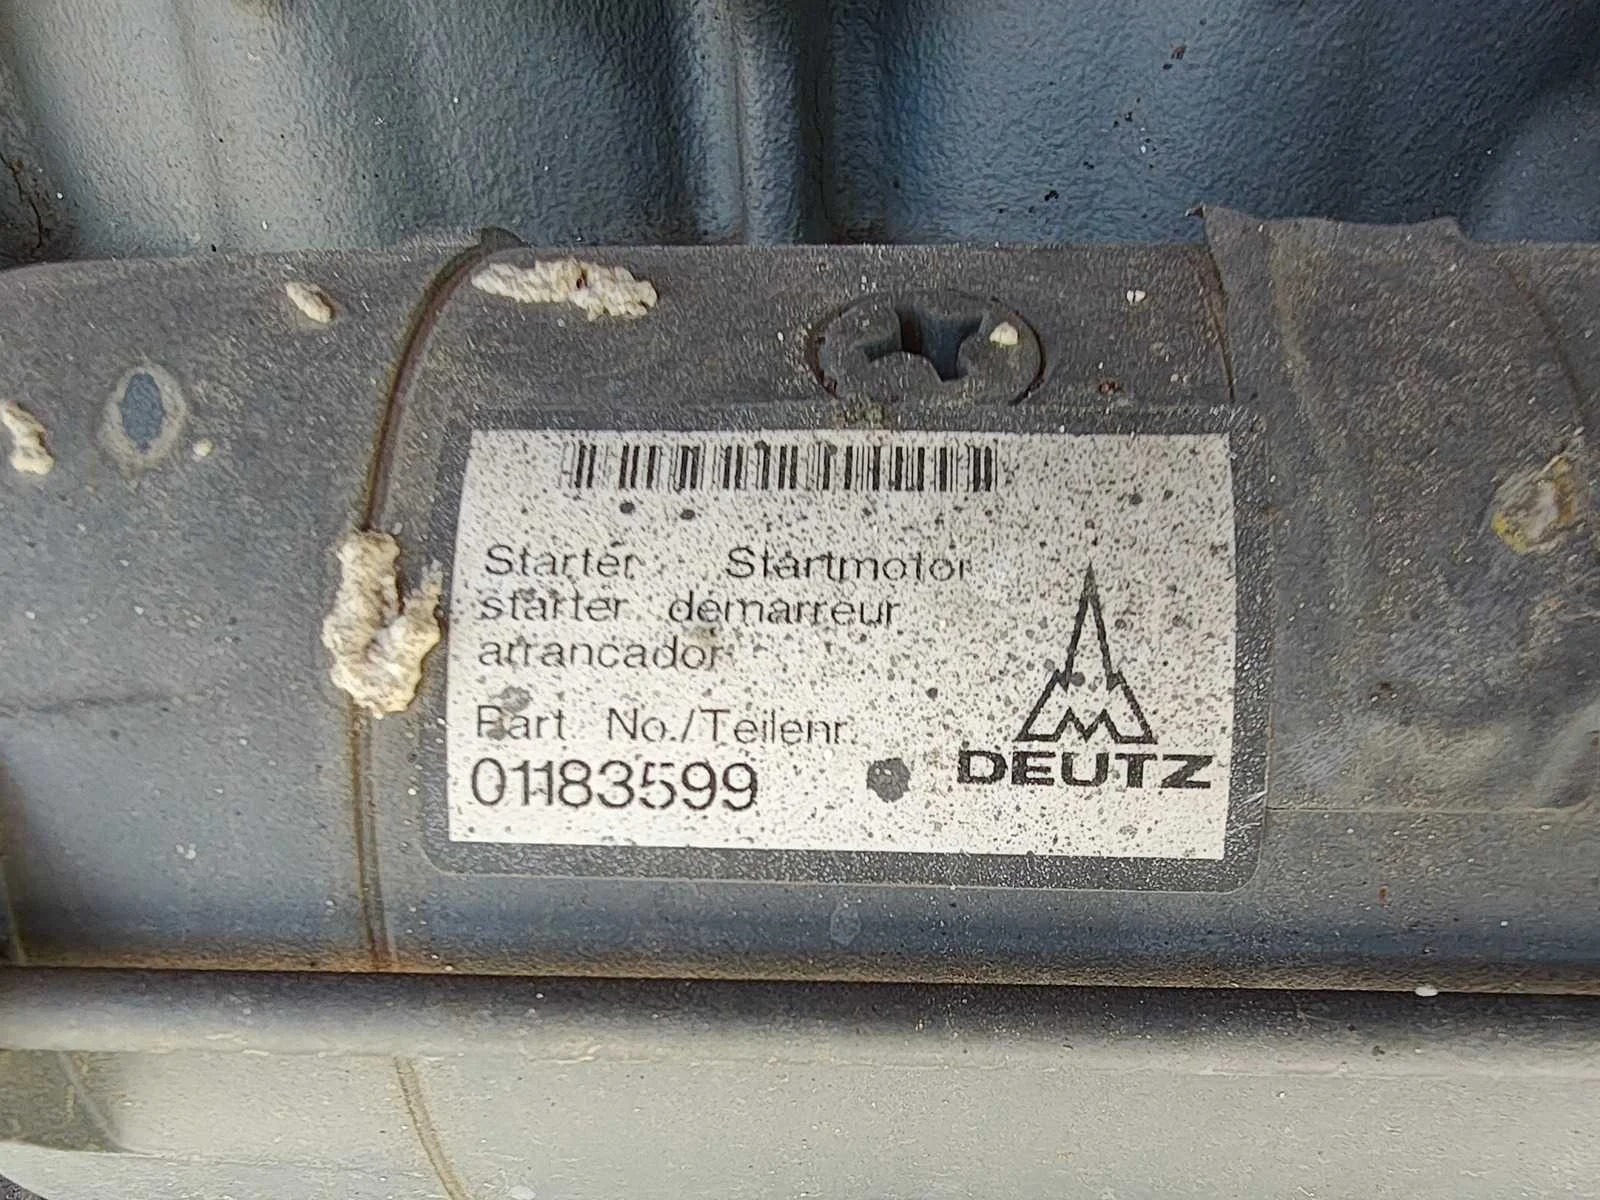 Starter Startmotor
starter demarreur
arrancador
Part. No./Teilenr.
01183599
DEUTZ